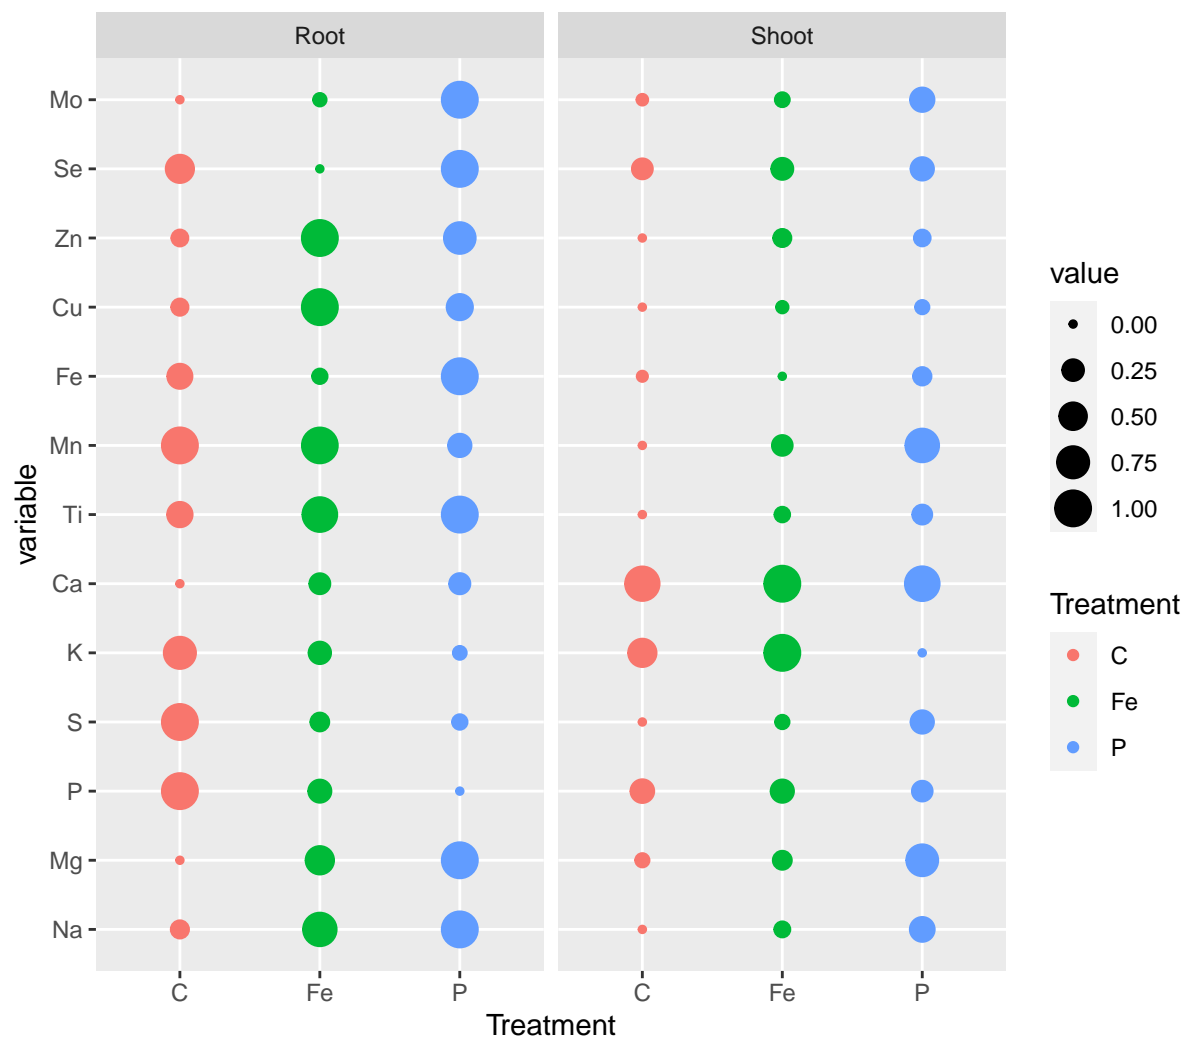 Root Shoot
Mo
Se
Zn
Cu
Fe
Mn
Ti
Ca
K
S
P
Mg
Na
variable
C Fe P C Fe P
Treatment
value
0.00
0.25
0.50
0.75
1.00
Treatment
C
Fe
P